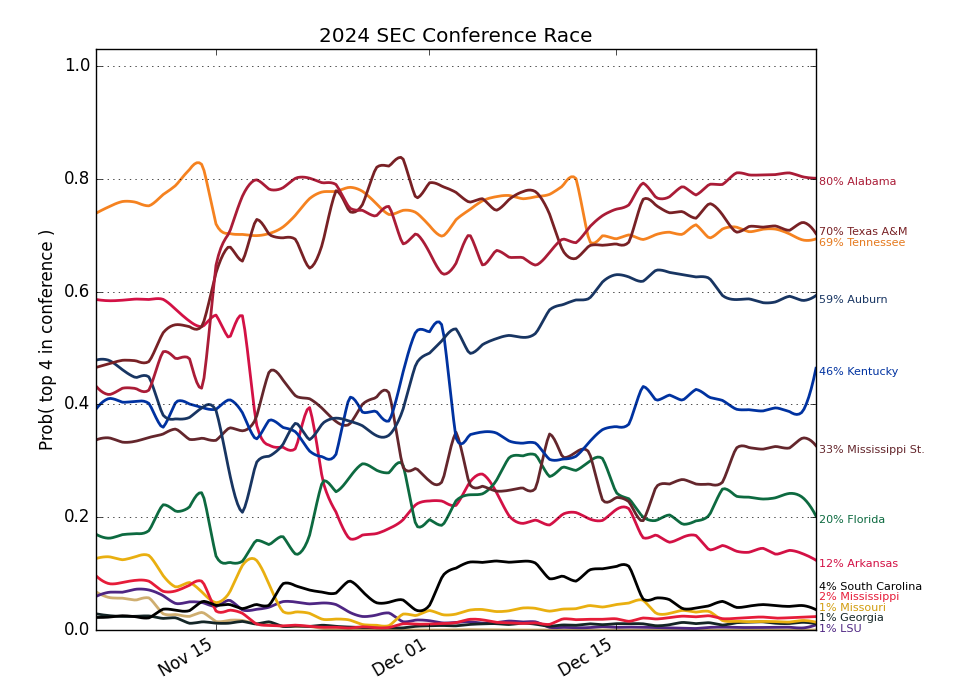 2024 SEC Conference Race
Prob( top 4 in conference )
1.0
0.8
0.6
0.4
0.2
0.0
Nov 15
Dec 01
Dec 15
80% Alabama
70% Texas A&M
69% Tennessee
59% Auburn
46% Kentucky
33% Mississippi St.
20% Florida
12% Arkansas
4% South Carolina
2% Mississippi
1% Missouri
1% Georgia
1% LSU